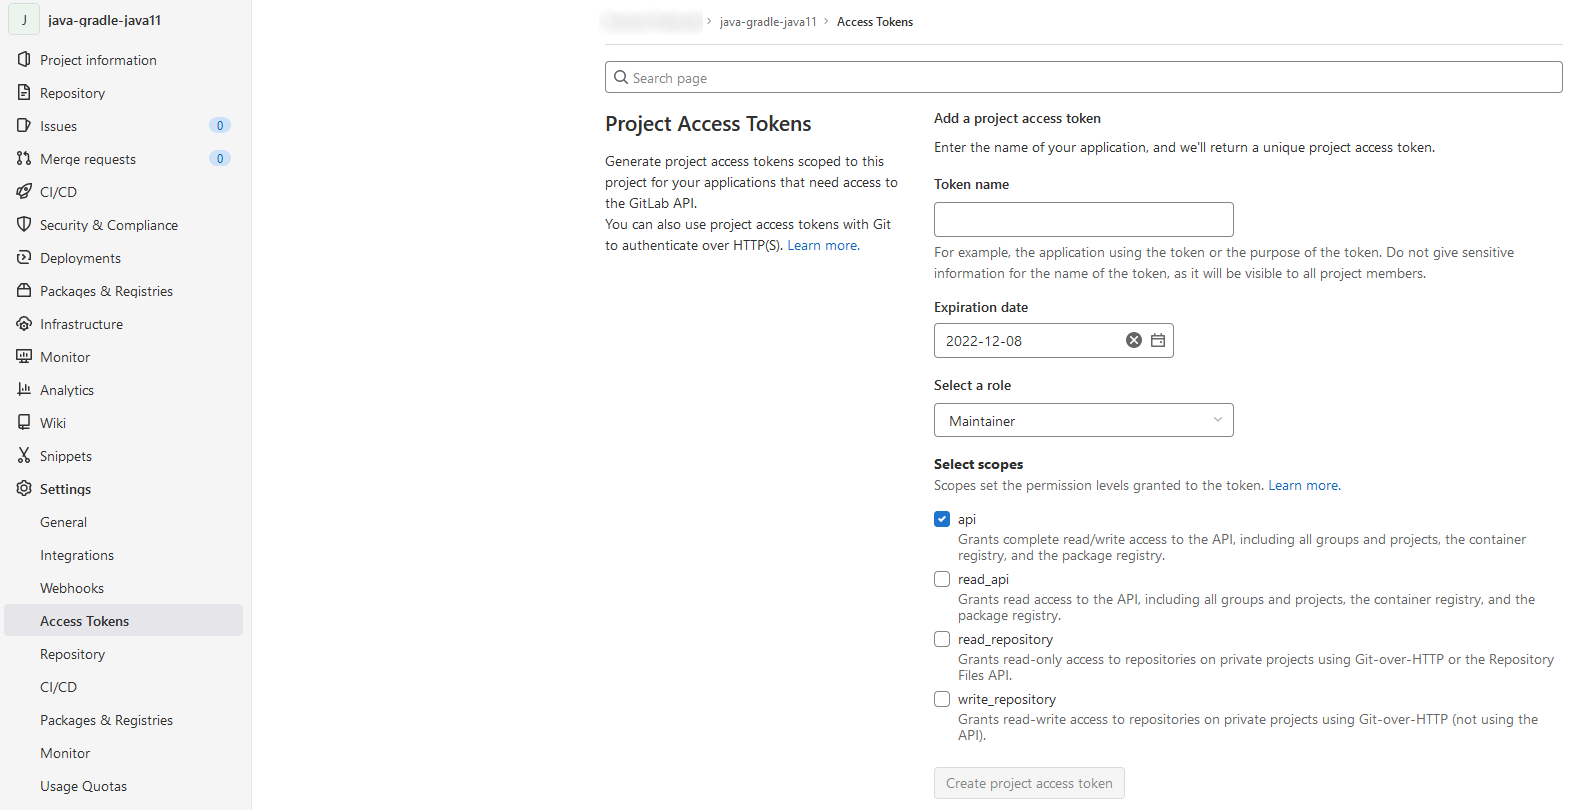 J java-gradle-java11
Project information
Repository
Issues 0
Merge requests 0
CI/CD
Security & Compliance
Deployments
Packages & Registries
Infrastructure
Monitor
Analytics
Wiki
Snippets
Settings
General
Integrations
Webhooks
Access Tokens
Repository
CI/CD
Packages & Registries
Monitor
Usage Quotas
› java-gradle-java11 › Access Tokens
Search page
Project Access Tokens
Generate project access tokens scoped to this
project for your applications that need access to
the GitLab API.
You can also use project access tokens with Git
to authenticate over HTTP(S). Learn more.
Add a project access token
Enter the name of your application, and we'll return a unique project access token.
Token name
For example, the application using the token or the purpose of the token. Do not give sensitive
information for the name of the token, as it will be visible to all project members.
Expiration date
2022-12-08
Select a role
Maintainer
Select scopes
Scopes set the permission levels granted to the token. Learn more.
api
Grants complete read/write access to the API, including all groups and projects, the container
registry, and the package registry.
read_api
Grants read access to the API, including all groups and projects, the container registry, and the
package registry.
read_repository
Grants read-only access to repositories on private projects using Git-over-HTTP or the Repository
Files API.
write_repository
Grants read-write access to repositories on private projects using Git-over-HTTP (not using the
API).
Create project access token